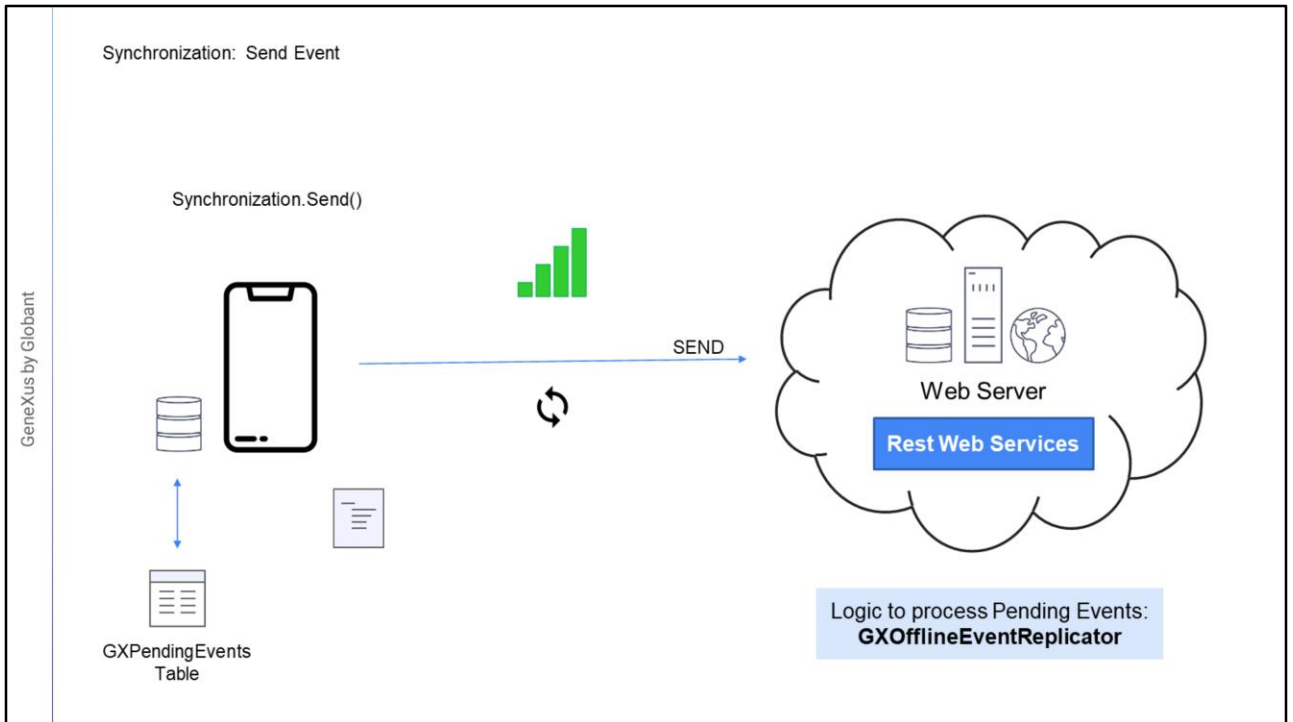 Synchronization: Send Event
Synchronization.Send()
SEND
Web Server
Rest Web Services
GXPendingEvents
Table
Logic to process Pending Events:
GXOfflineEventReplicator
GeneXus by Globant